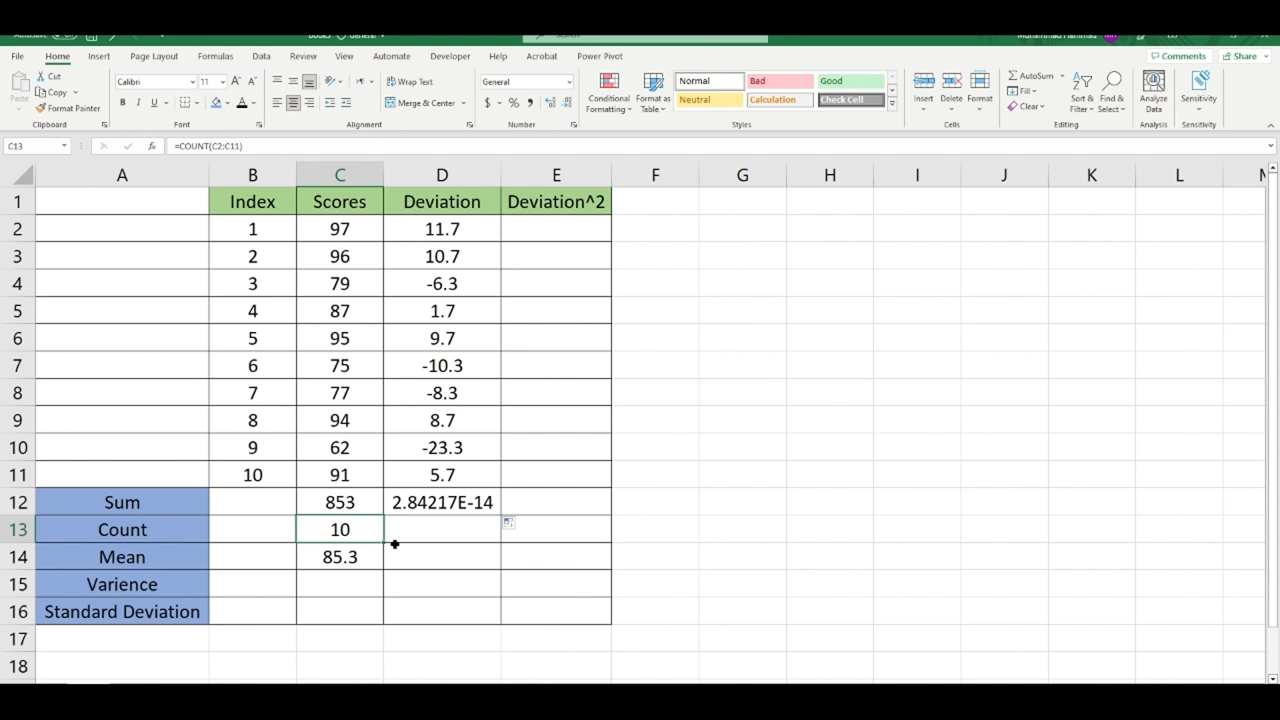 File Home Insert Page Layout Formulas Data Review View Automate Developer Help Acrobat Power Pivot Comments Share
Paste Cut Copy Format Painter Clipboard
Calibri 11 A A B I U A Font
Wrap Text Merge & Center Alignment
General $ % Number
Conditional Formatting Format as Table
Normal Bad Good
Neutral Calculation Check Cell
Styles
Insert Delete Format Cells
AutoSum Fill Clear Sort & Filter Find & Select Editing
Analyze Data Analysis
Sensitivity Sensitivity
C13 fx =COUNT(C2:C11)
A B C D E F G H I J K L
1 Index Scores Deviation Deviation^2
2 1 97 11.7
3 2 96 10.7
4 3 79 -6.3
5 4 87 1.7
6 5 95 9.7
7 6 75 -10.3
8 7 77 -8.3
9 8 94 8.7
10 9 62 -23.3
11 10 91 5.7
12 Sum 853 2.84217E-14
13 Count 10
14 Mean 85.3
15 Varience
16 Standard Deviation
17
18